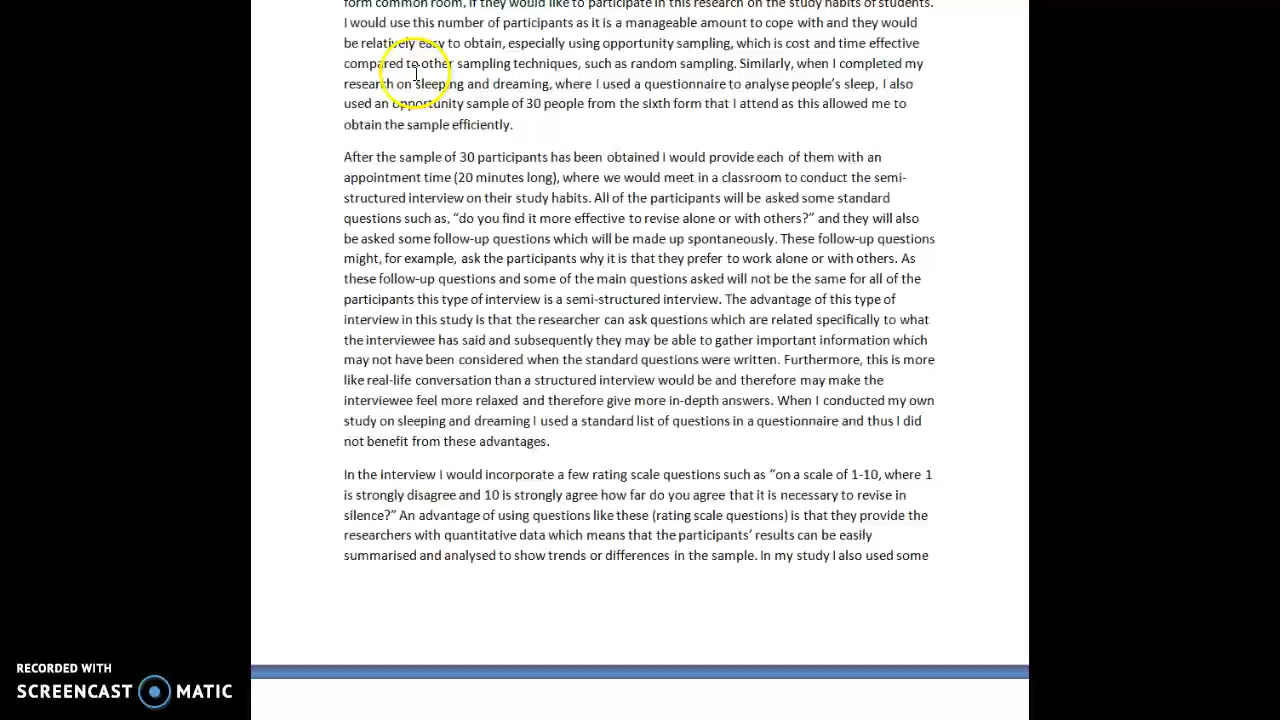 form common room, if they would like to participate in this research on the study habits of students.
I would use this number of participants as it is a manageable amount to cope with and they would
be relatively easy to obtain, especially using opportunity sampling, which is cost and time effective
compared to other sampling techniques, such as random sampling. Similarly, when I completed my
research on sleeping and dreaming, where I used a questionnaire to analyse people’s sleep, I also
used an opportunity sample of 30 people from the sixth form that I attend as this allowed me to
obtain the sample efficiently.
After the sample of 30 participants has been obtained I would provide each of them with an
appointment time (20 minutes long), where we would meet in a classroom to conduct the semi-
structured interview on their study habits. All of the participants will be asked some standard
questions such as, “do you find it more effective to revise alone or with others?” and they will also
be asked some follow-up questions which will be made up spontaneously. These follow-up questions
might, for example, ask the participants why it is that they prefer to work alone or with others. As
these follow-up questions and some of the main questions asked will not be the same for all of the
participants this type of interview is a semi-structured interview. The advantage of this type of
interview in this study is that the researcher can ask questions which are related specifically to what
the interviewee has said and subsequently they may be able to gather important information which
may not have been considered when the standard questions were written. Furthermore, this is more
like real-life conversation than a structured interview would be and therefore may make the
interviewee feel more relaxed and therefore give more in-depth answers. When I conducted my own
study on sleeping and dreaming I used a standard list of questions in a questionnaire and thus I did
not benefit from these advantages.
In the interview I would incorporate a few rating scale questions such as “on a scale of 1-10, where 1
is strongly disagree and 10 is strongly agree how far do you agree that it is necessary to revise in
silence?” An advantage of using questions like these (rating scale questions) is that they provide the
researchers with quantitative data which means that the participants’ results can be easily
summarised and analysed to show trends or differences in the sample. In my study I also used some
RECORDED WITH
SCREENCAST MATIC